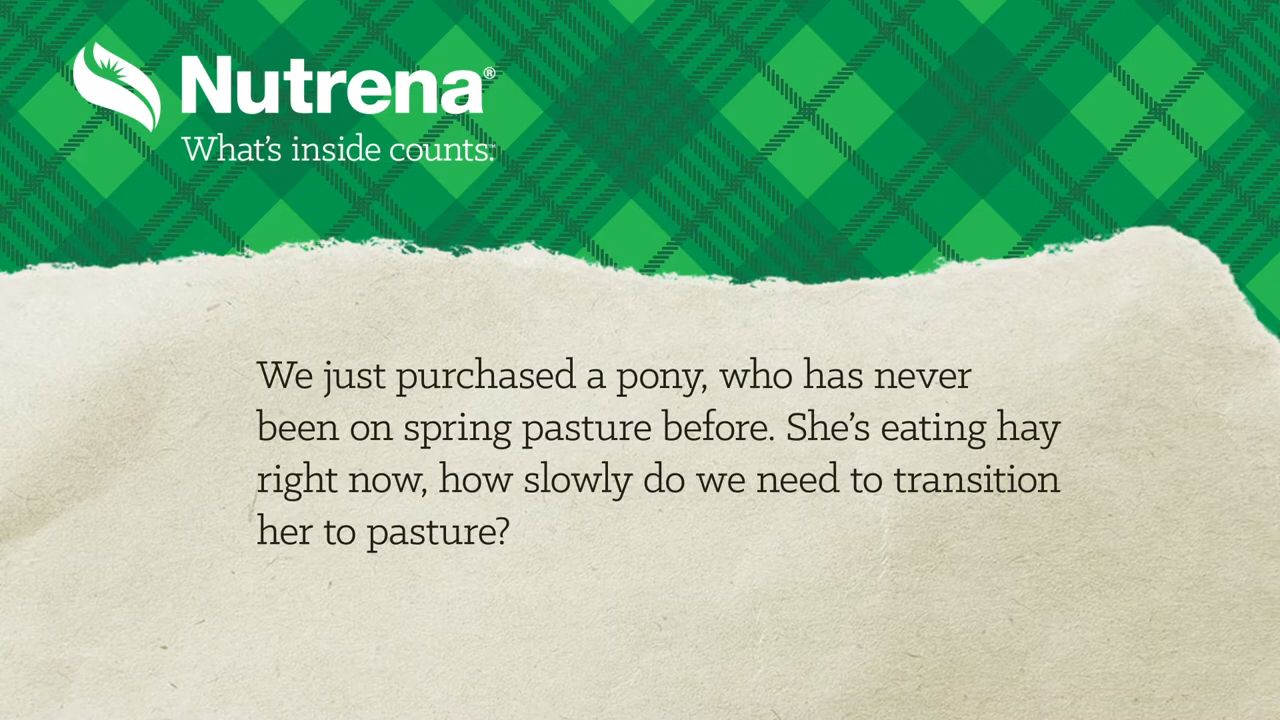 Nutrena®
What's inside counts.
We just purchased a pony, who has never
been on spring pasture before. She's eating hay
right now, how slowly do we need to transition
her to pasture?